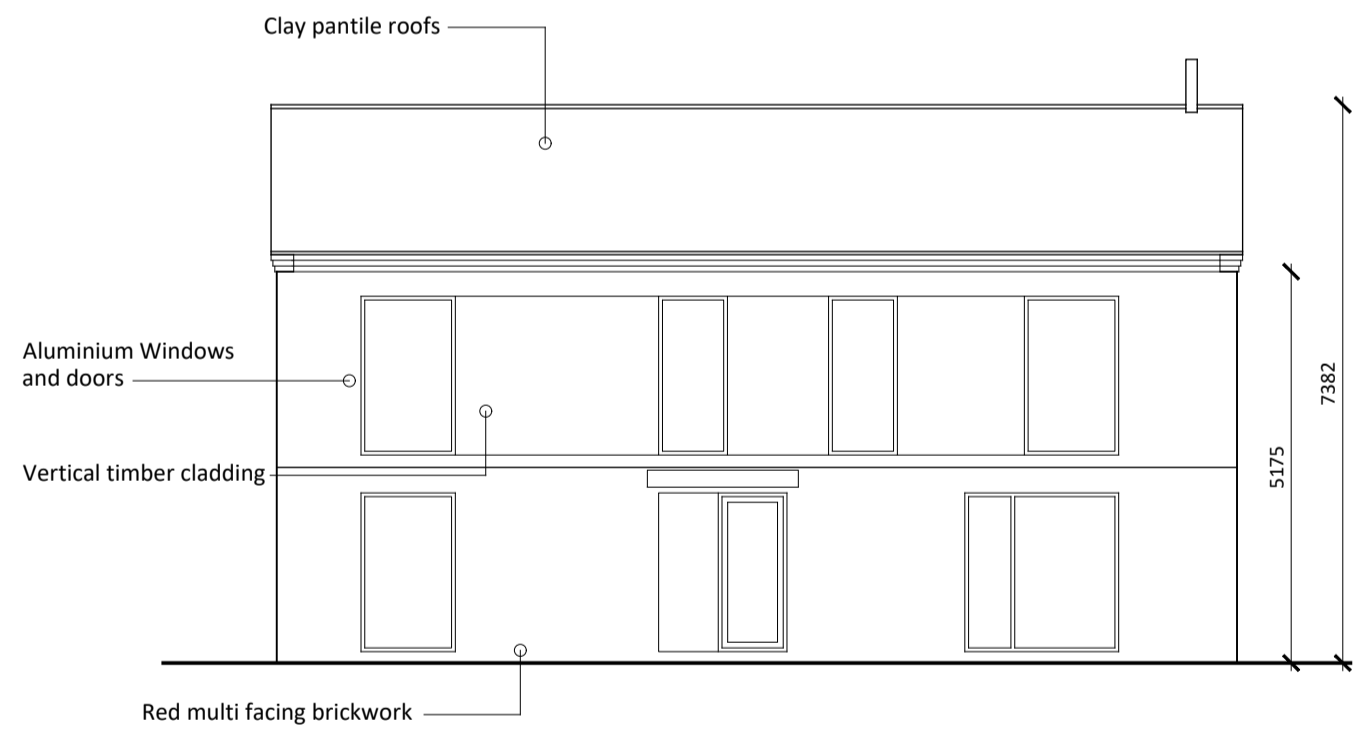 Clay pantile roofs
Aluminium Windows
and doors
Vertical timber cladding
Red multi facing brickwork
5175
7382